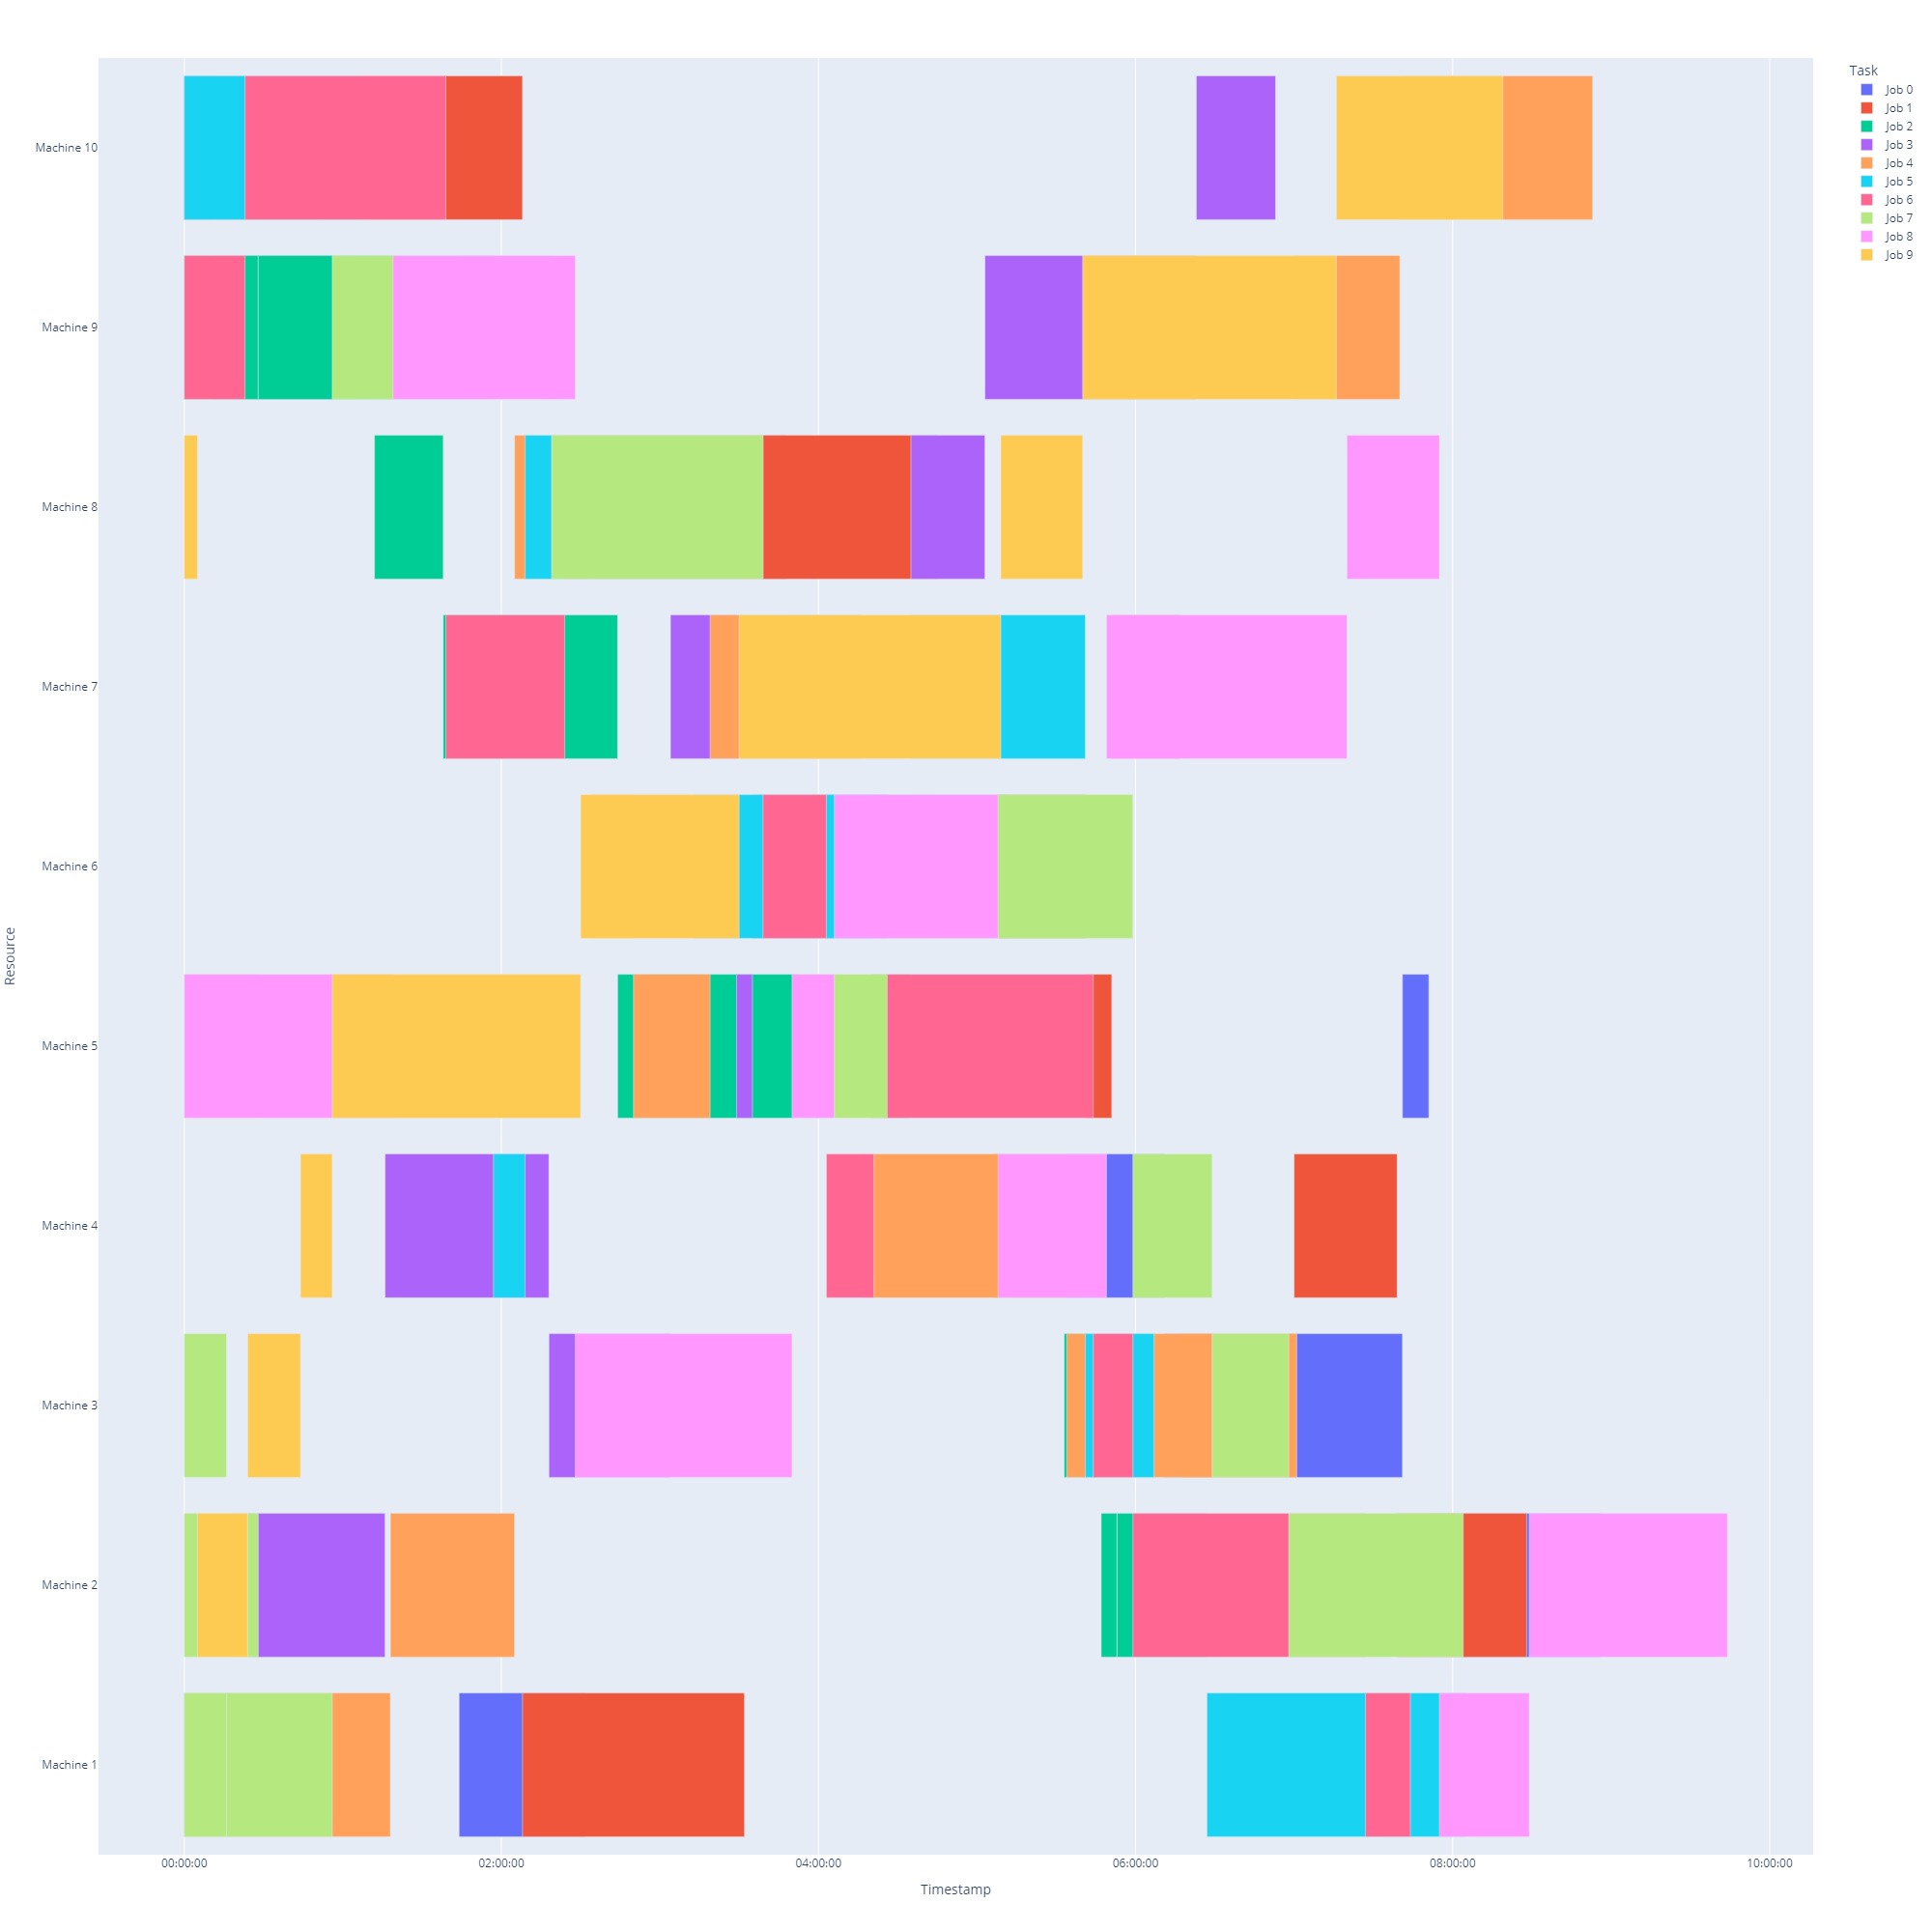 Task
Job 0
Job 1
Job 2
Job 3
Job 4
Job 5
Job 6
Job 7
Job 8
Job 9
Machine 10
Machine 9
Machine 8
Machine 7
Machine 6
Machine 5
Machine 4
Machine 3
Machine 2
Machine 1
Resource
00:00:00 02:00:00 04:00:00 06:00:00 08:00:00 10:00:00
Timestamp